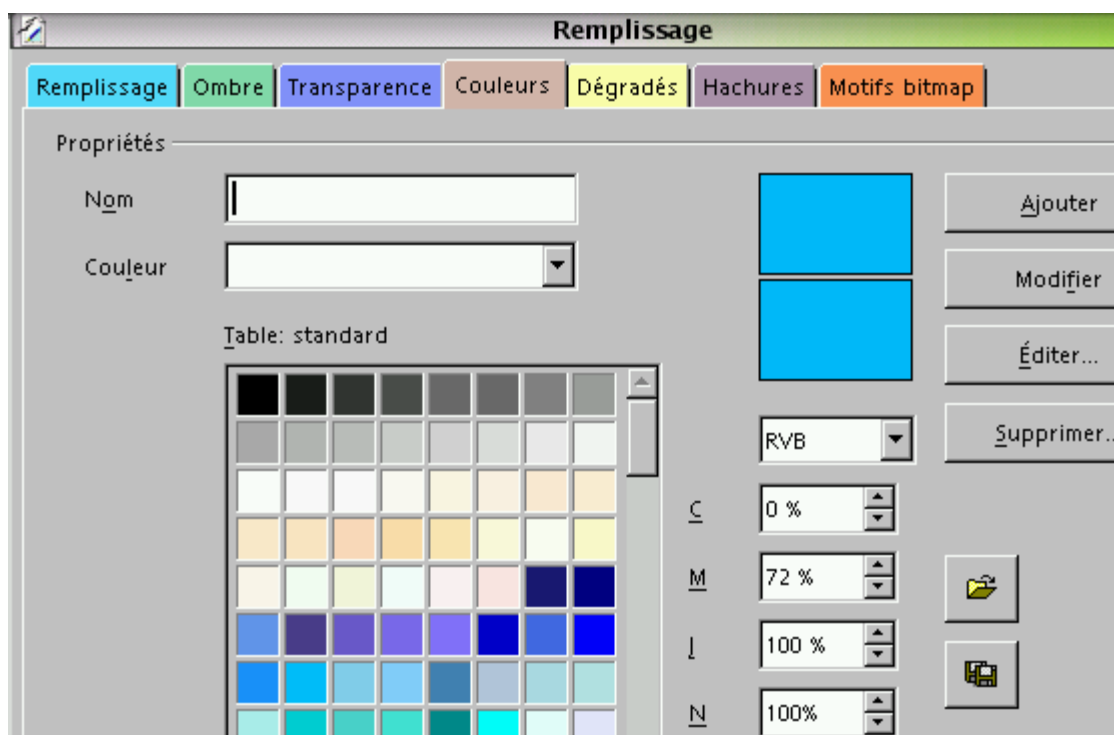 Remplissage
Remplissage Ombre Transparence Couleurs Dégradés Hachures Motifs bitmap
Propriétés
Nom
Ajouter
Couleur
Modifier
Table: standard
Éditer...
RVB
Supprimer..
C 0 %
M 72 %
J 100 %
N 100%